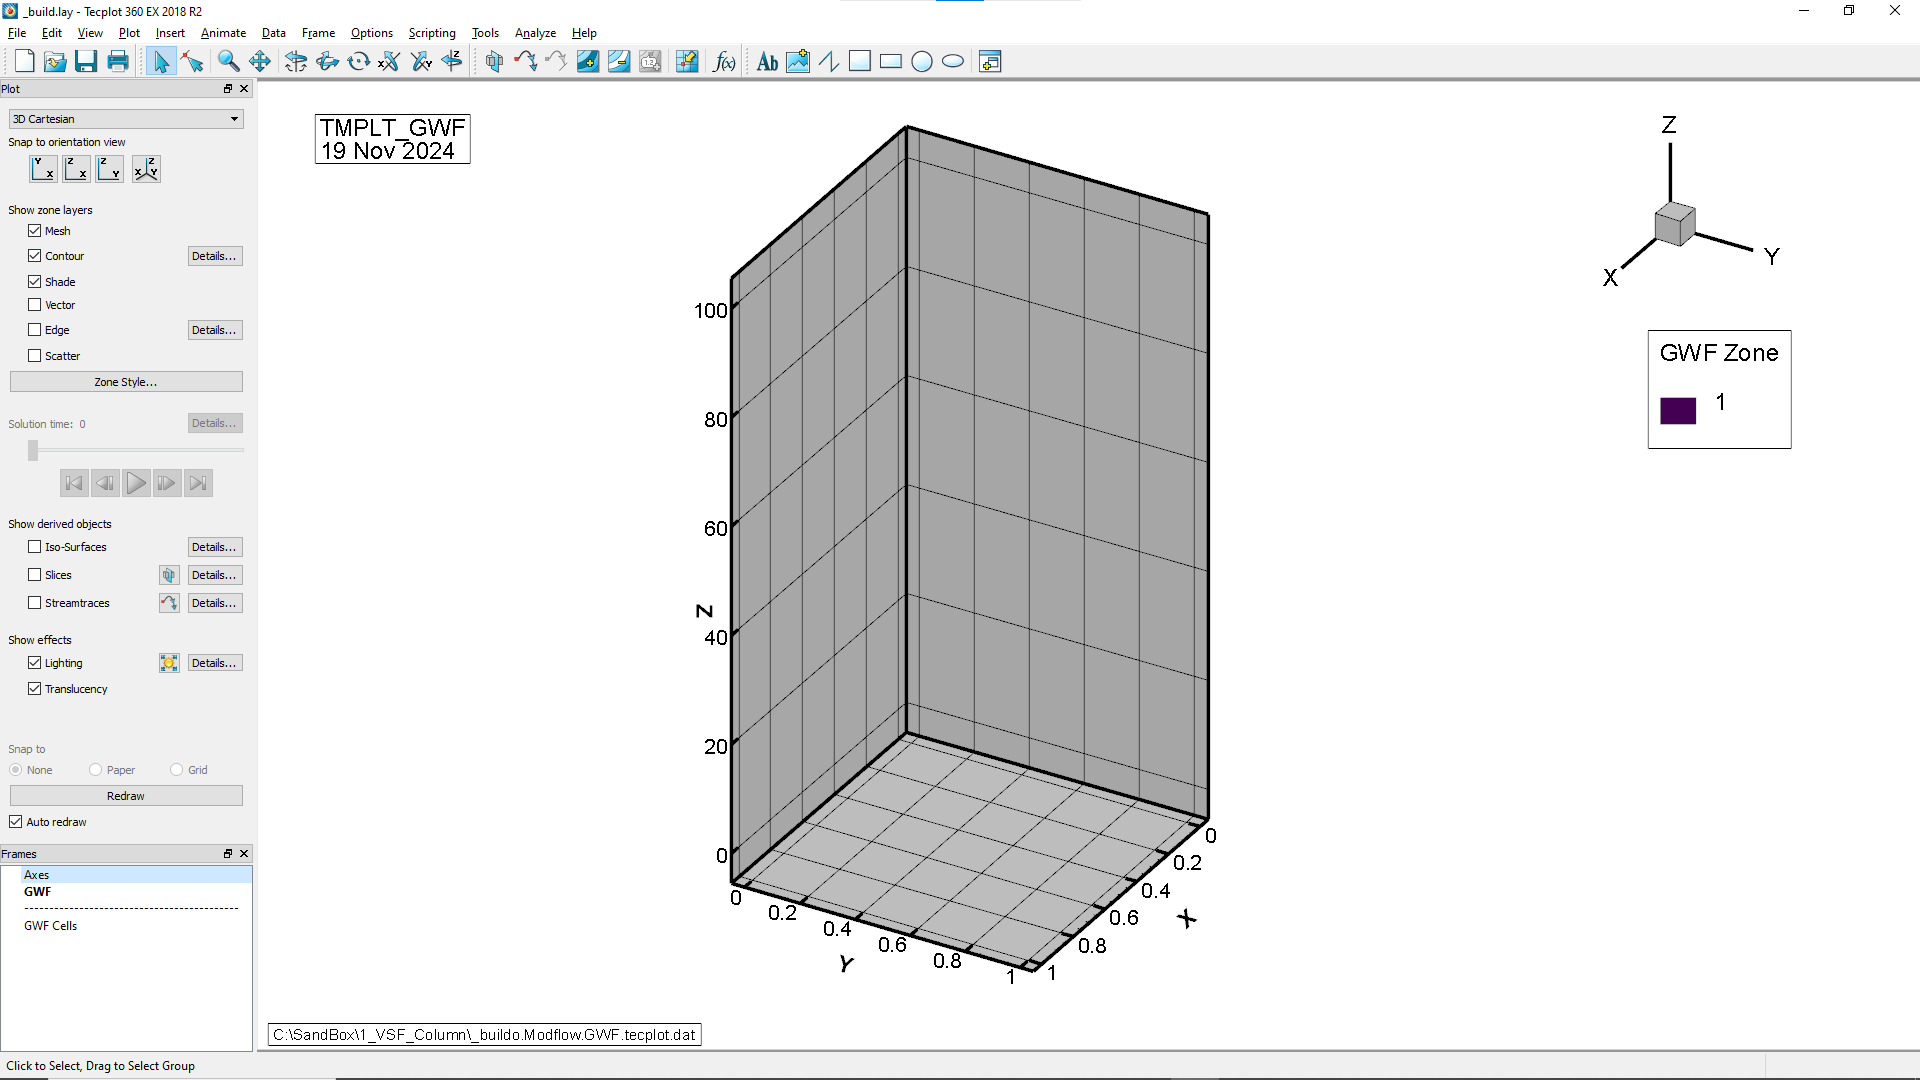 _build.lay - Tecplot 360 EX 2018 R2
File Edit View Plot Insert Animate Data Frame Options Scripting Tools Analyze Help
Plot
3D Cartesian
Snap to orientation view
Y X Z X Z Y Z X Y
Show zone layers
Mesh
Contour Details...
Shade
Vector
Edge Details...
Scatter
Zone Style...
Solution time: 0 Details...
Show derived objects
Iso-Surfaces Details...
Slices Details...
Streamtraces Details...
Show effects
Lighting Details...
Translucency
Snap to
None Paper Grid
Redraw
Auto redraw
Frames
Axes
GWF
GWF Cells
Click to Select, Drag to Select Group
Ab
f(x)
1.2
TMPLT_GWF
19 Nov 2024
100
80
60
40
20
0
Z
0
0.2
0.4
0.6
0.8
1
Y
0
0.2
0.4
0.6
0.8
1
X
Z
X
Y
GWF Zone
1
C:\SandBox\1_VSF_Column\_buildo.Modflow.GWF.tecplot.dat